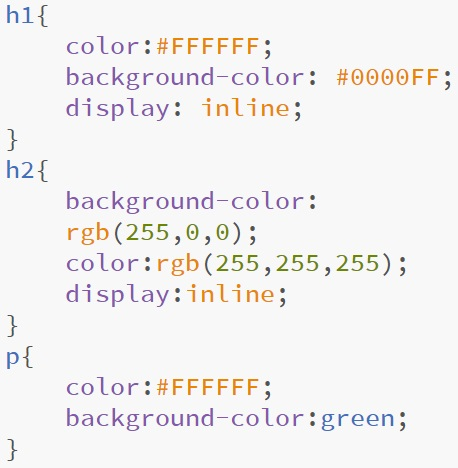 h1{
    color:#FFFFFF;
    background-color: #0000FF;
    display: inline;
}
h2{
    background-color:
    rgb(255,0,0);
    color:rgb(255,255,255);
    display:inline;
}
p{
    color:#FFFFFF;
    background-color:green;
}